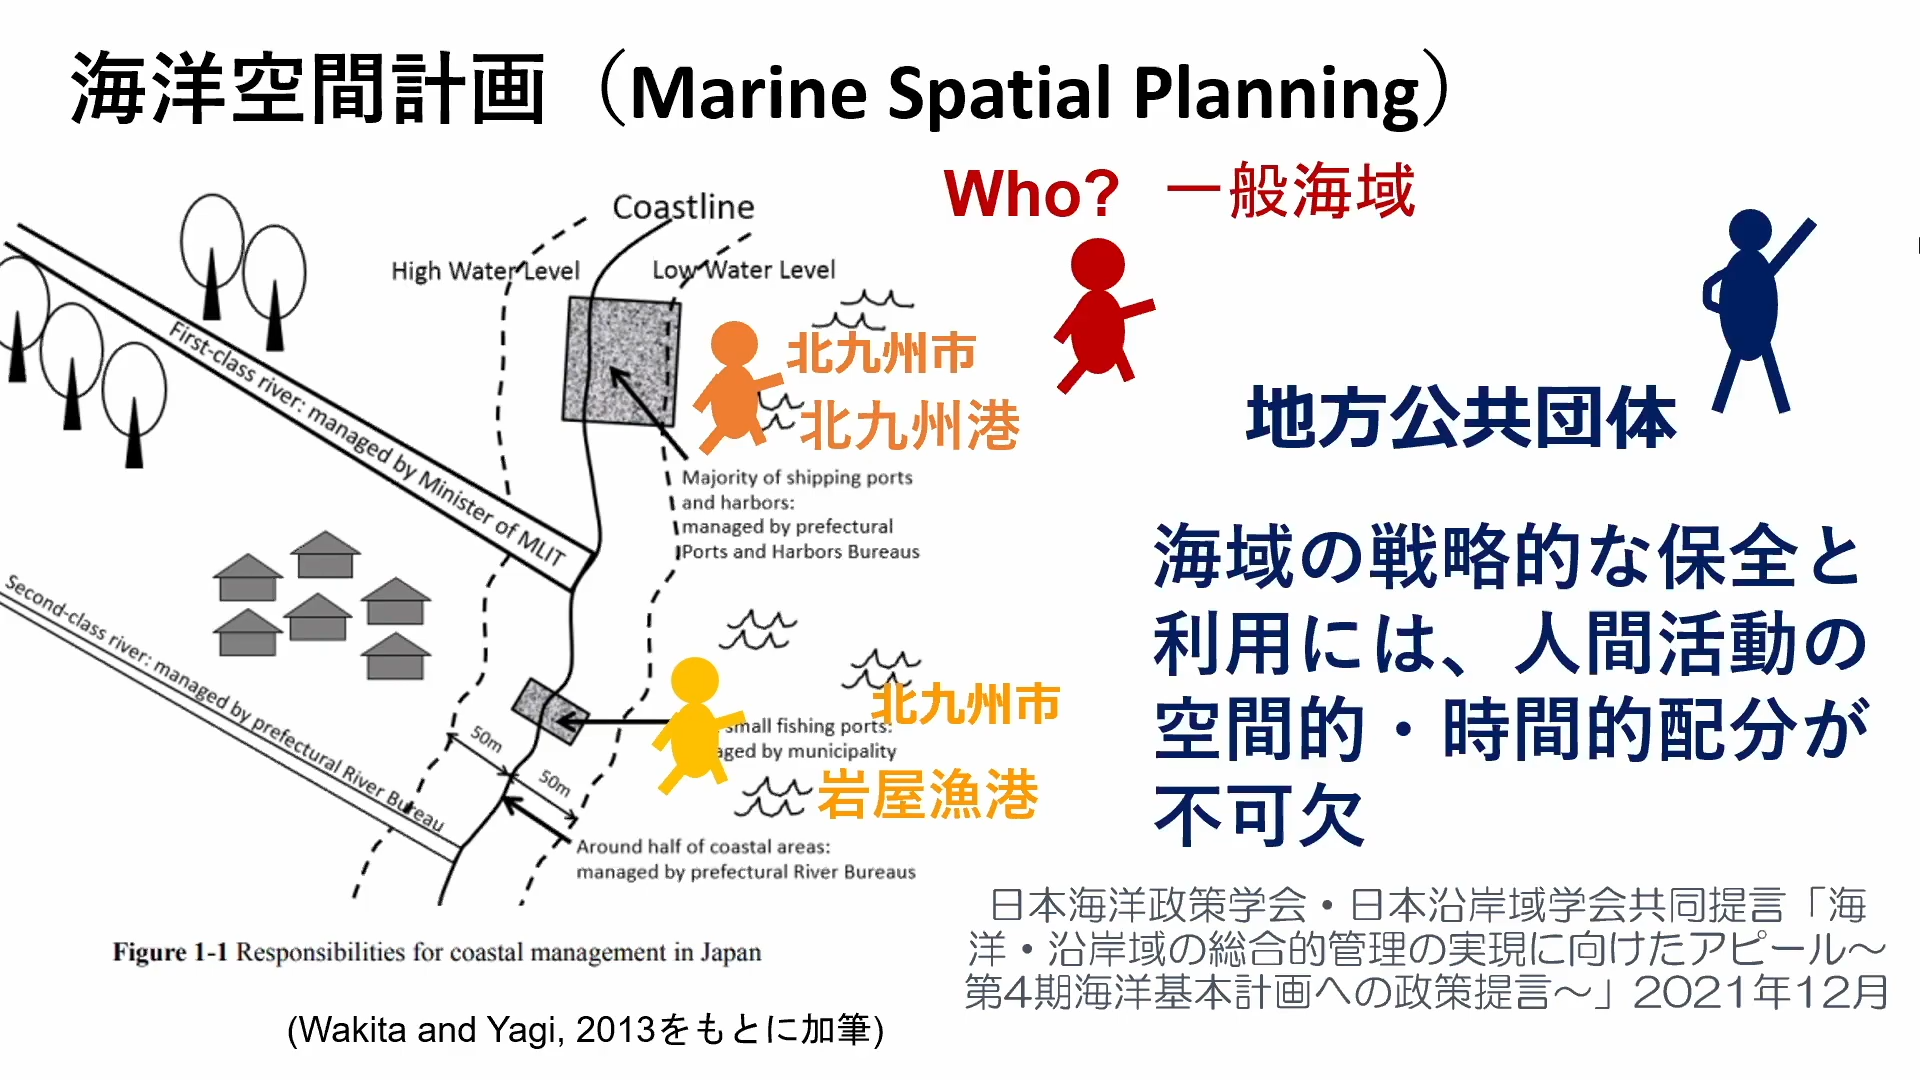 海洋空間計画（Marine Spatial Planning）
Who? 一般海域
Coastline
High Water Level
Low Water Level
First-class river: managed by Minister of MLIT
北九州市
北九州港
Majority of shipping ports
and harbors:
managed by prefectural
Ports and Harbors Bureaus
地方公共団体
海域の戦略的な保全と
利用には、人間活動の
空間的・時間的配分が
不可欠
Second-class river: managed by prefectural River Bureau
北九州市
small fishing ports:
by municipality
岩屋漁港
50m
50m
Around half of coastal areas:
managed by prefectural River Bureaus
日本海洋政策学会・日本沿岸域学会共同提言「海
洋・沿岸域の総合的管理の実現に向けたアピール～
第4期海洋基本計画への政策提言～」2021年12月
Figure 1-1 Responsibilities for coastal management in Japan
(Wakita and Yagi, 2013をもとに加筆)